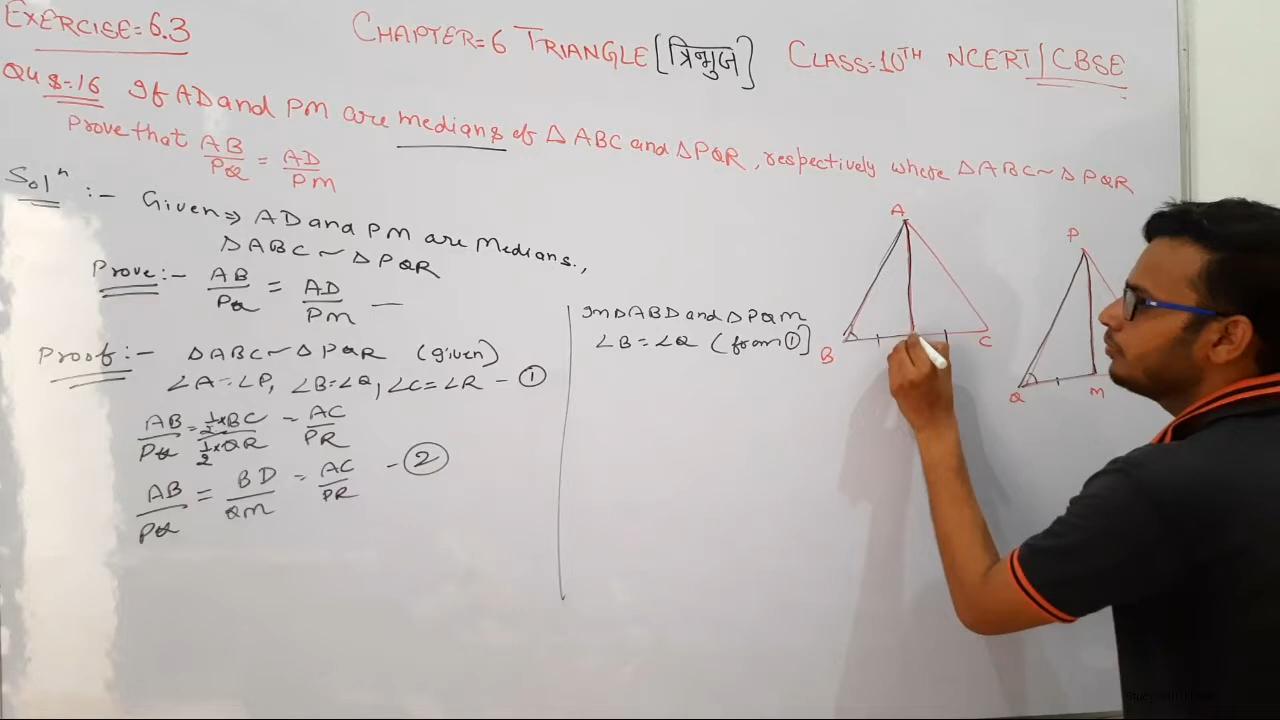 EXERCISE=6.3
CHAPTER=6 TRIANGLE [त्रिभुज] CLASS=10TH NCERT/CBSE
QUS:-16 If AD and PM are medians of △ABC and △PQR, respectively where △ABC~△PQR
Prove that AB/PQ = AD/PM
Solⁿ :- Given ⇒ AD and PM are Medians.,
△ABC ~ △PQR
Prove:- AB/PQ = AD/PM —
Proof:- △ABC ~ △PQR (given)
∠A=∠P, ∠B=∠Q, ∠C=∠R - ①
AB/PQ = ½×BC/½×QR = AC/PR
AB/PQ = BD/QM = AC/PR - ②
In △ABD and △PQM
∠B=∠Q (from ①)
A
B
C
P
Q
M